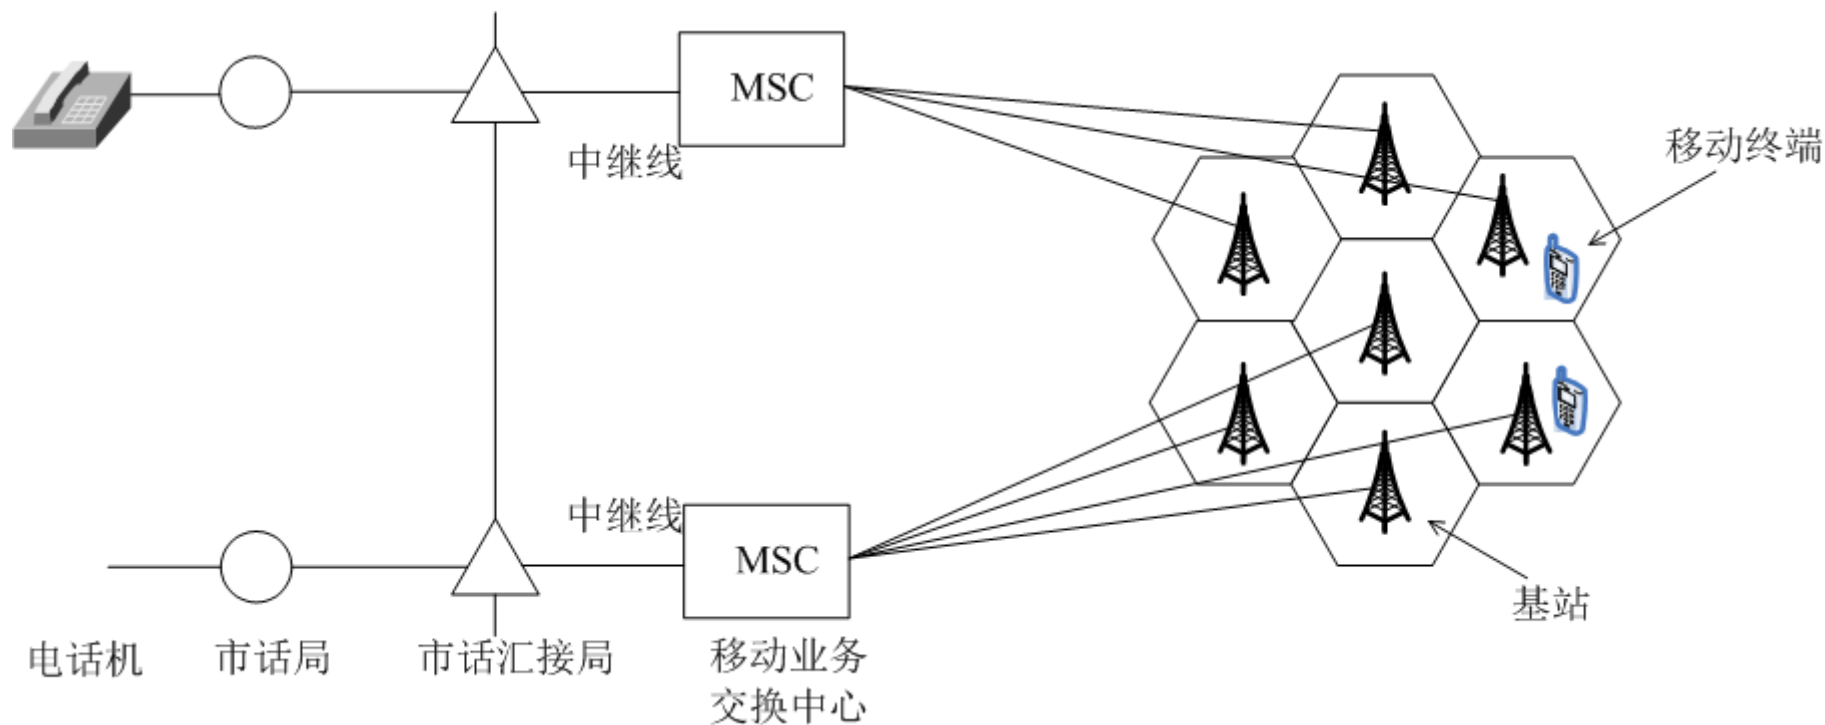 MSC
移动终端
中继线
中继线
MSC
基站
电话机
市话局
市话汇接局
移动业务
交换中心